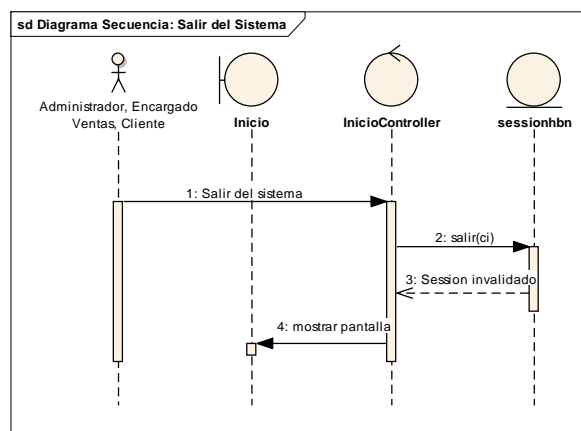 sd Diagrama Secuencia: Salir del Sistema
Administrador, Encargado
Ventas, Cliente
Inicio
InicioController
sessionhbn
1: Salir del sistema
2: salir(ci)
3: Session invalidado
4: mostrar pantalla